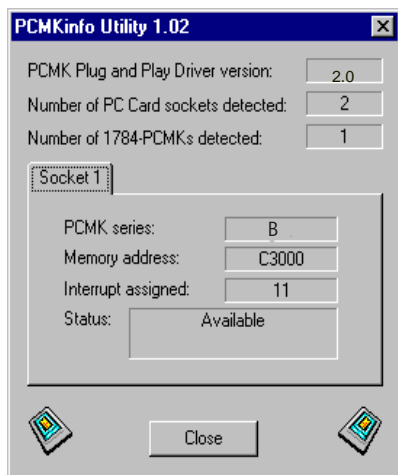 PCMKinfo Utility 1.02
PCMK Plug and Play Driver version: 2.0
Number of PC Card sockets detected: 2
Number of 1784-PCMKs detected: 1
Socket 1
PCMK series: B
Memory address: C3000
Interrupt assigned: 11
Status: Available
Close